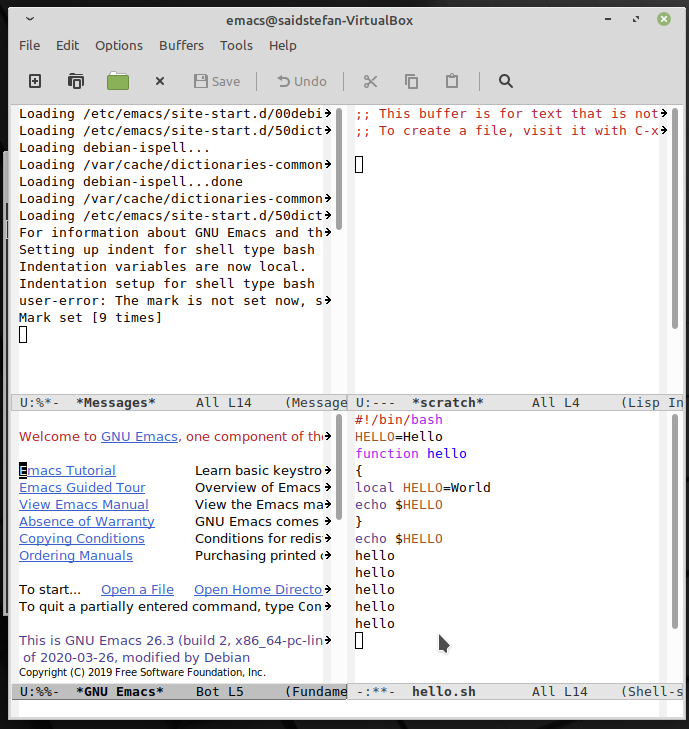 emacs@saidstefan-VirtualBox
File Edit Options Buffers Tools Help
Save Undo
Loading /etc/emacs/site-start.d/00debi
Loading /etc/emacs/site-start.d/50dict
Loading debian-ispell...
Loading /var/cache/dictionaries-common
Loading debian-ispell...done
Loading /var/cache/dictionaries-common
Loading /etc/emacs/site-start.d/50dict
For information about GNU Emacs and th
Setting up indent for shell type bash
Indentation variables are now local.
Indentation setup for shell type bash
user-error: The mark is not set now, s
Mark set [9 times]
U:%*- *Messages* All L14 (Message
;; This buffer is for text that is not
;; To create a file, visit it with C-x
U:--- *scratch* All L4 (Lisp In
Welcome to GNU Emacs, one component of the
Emacs Tutorial Learn basic keystro
Emacs Guided Tour Overview of Emacs
View Emacs Manual View the Emacs ma
Absence of Warranty GNU Emacs comes
Copying Conditions Conditions for redis
Ordering Manuals Purchasing printed c
To start... Open a File Open Home Directo
To quit a partially entered command, type Con
This is GNU Emacs 26.3 (build 2, x86_64-pc-lin
of 2020-03-26, modified by Debian
Copyright (C) 2019 Free Software Foundation, Inc.
U:%%- *GNU Emacs* Bot L5 (Fundame
#!/bin/bash
HELLO=Hello
function hello
{
local HELLO=World
echo $HELLO
}
echo $HELLO
hello
hello
hello
hello
hello
-:**- hello.sh All L14 (Shell-s